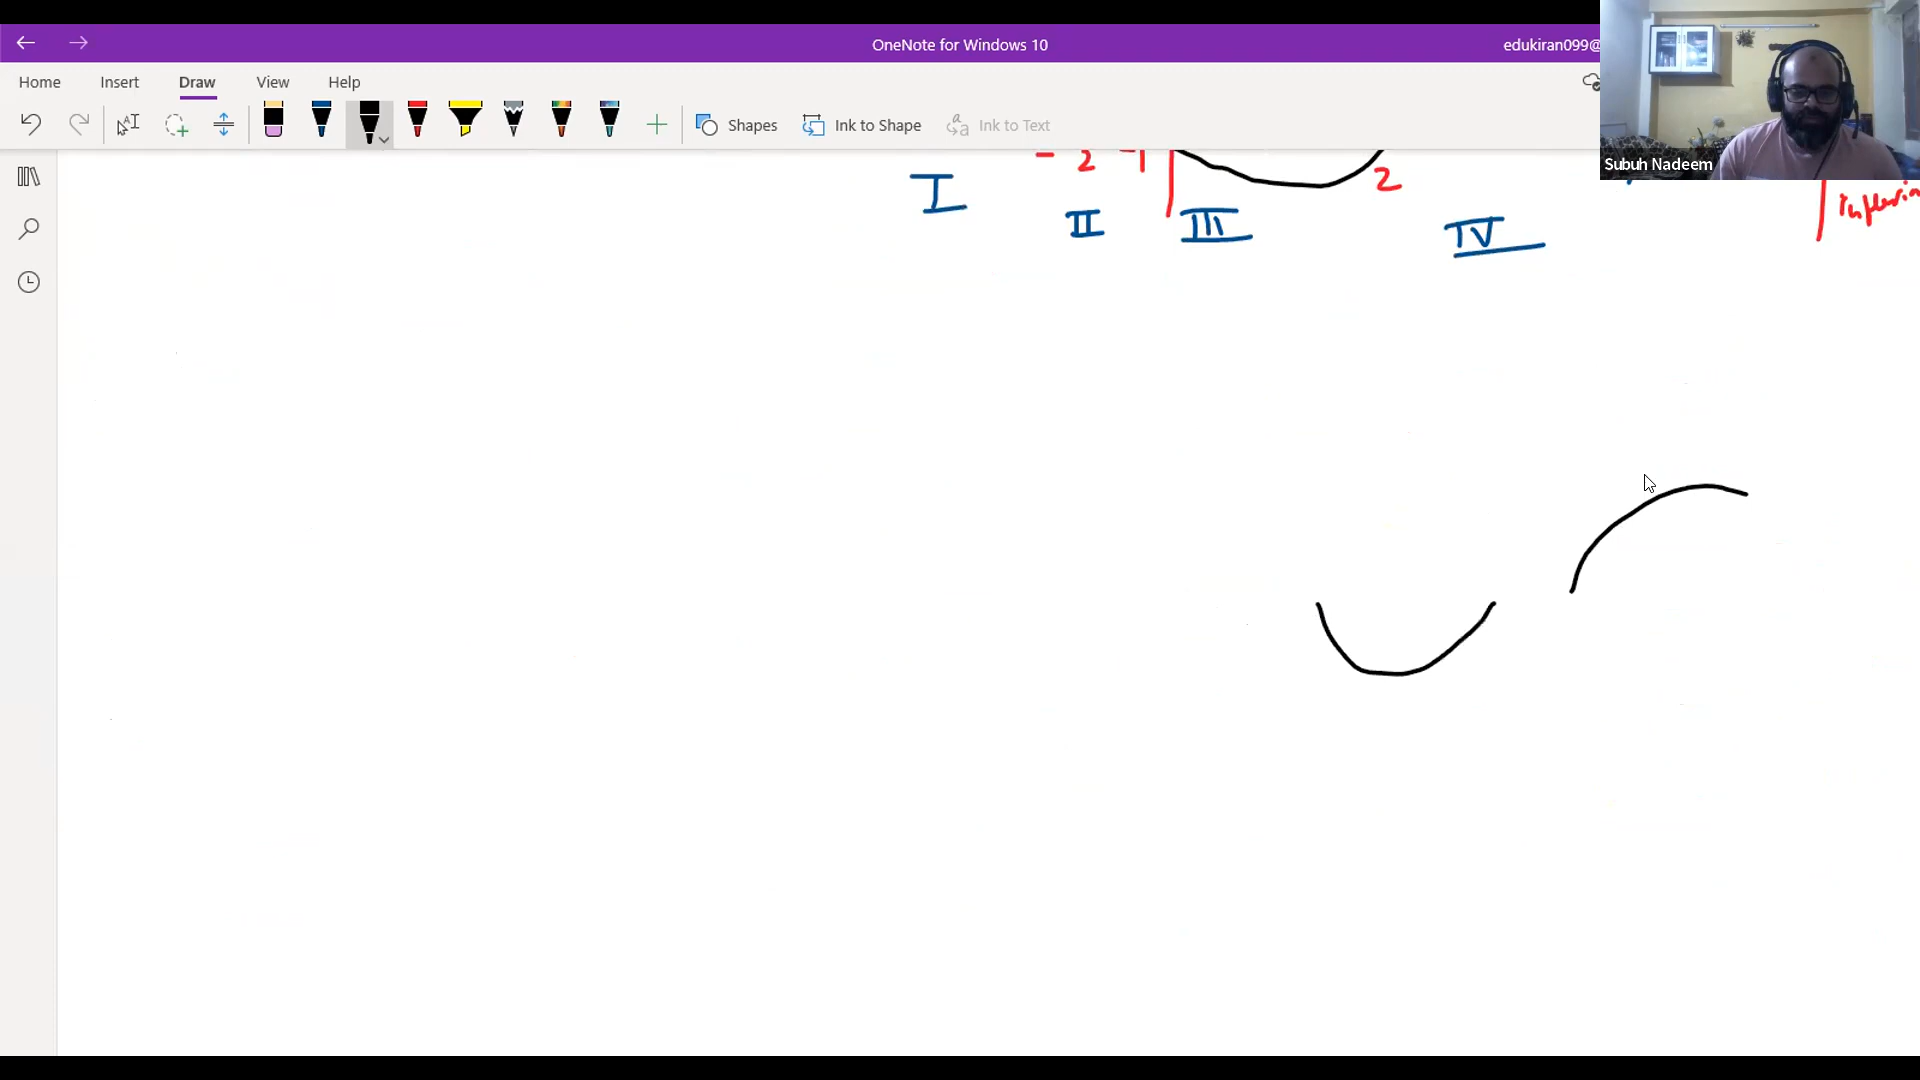 OneNote for Windows 10
edukiran099@
Home Insert Draw View Help
Shapes Ink to Shape Ink to Text
Subuh Nadeem
- 2 -1
2
I
II III
IV